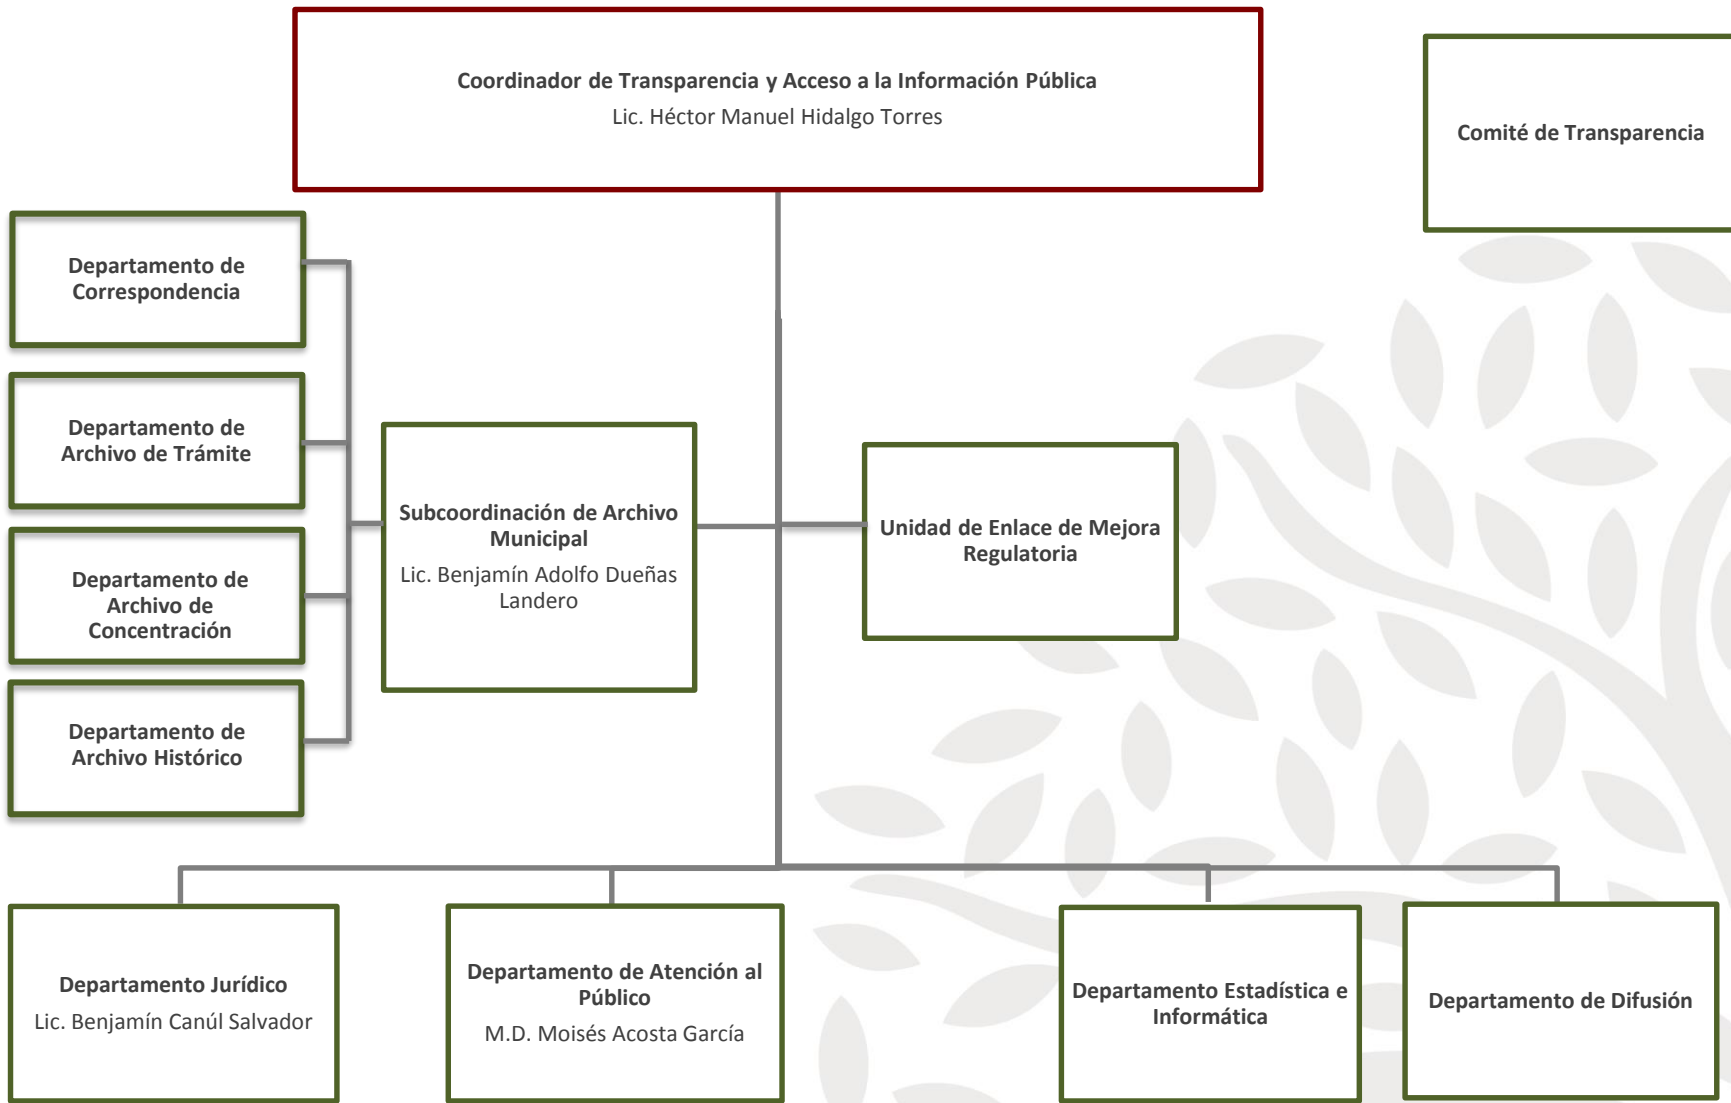 Coordinador de Transparencia y Acceso a la Información Pública
Lic. Héctor Manuel Hidalgo Torres
Comité de Transparencia
Departamento de
Correspondencia
Departamento de
Archivo de Trámite
Departamento de
Archivo de
Concentración
Departamento de
Archivo Histórico
Subcoordinación de Archivo
Municipal
Lic. Benjamín Adolfo Dueñas
Landero
Unidad de Enlace de Mejora
Regulatoria
Departamento Jurídico
Lic. Benjamín Canúl Salvador
Departamento de Atención al
Público
M.D. Moisés Acosta García
Departamento Estadística e
Informática
Departamento de Difusión